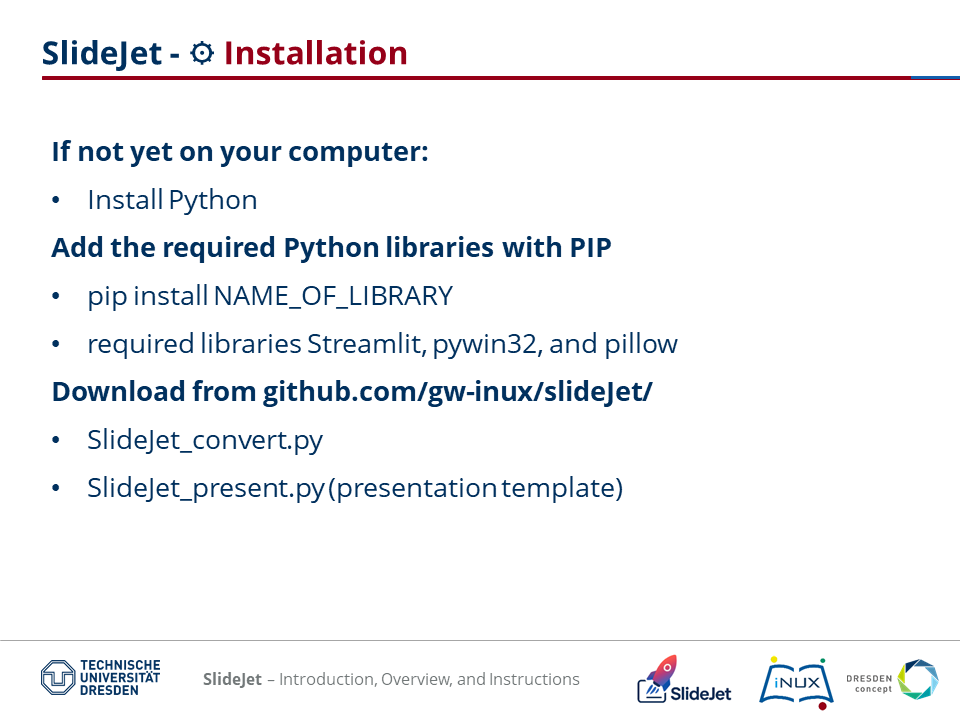 SlideJet - ⚙ Installation
If not yet on your computer:
• Install Python
Add the required Python libraries with PIP
• pip install NAME_OF_LIBRARY
• required libraries Streamlit, pywin32, and pillow
Download from github.com/gw-inux/slideJet/
• SlideJet_convert.py
• SlideJet_present.py (presentation template)
TECHNISCHE
UNIVERSITÄT
DRESDEN
SlideJet – Introduction, Overview, and Instructions
SlideJet
iNUX
DRESDEN
concept